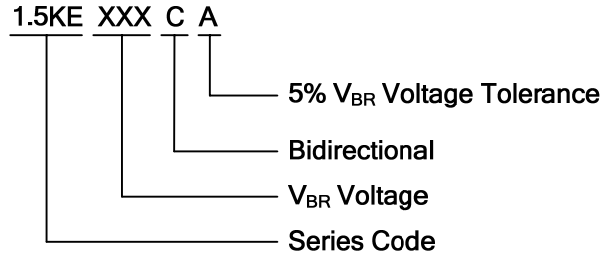 1.5KE XXX C A
5% VBR Voltage Tolerance
Bidirectional
VBR Voltage
Series Code